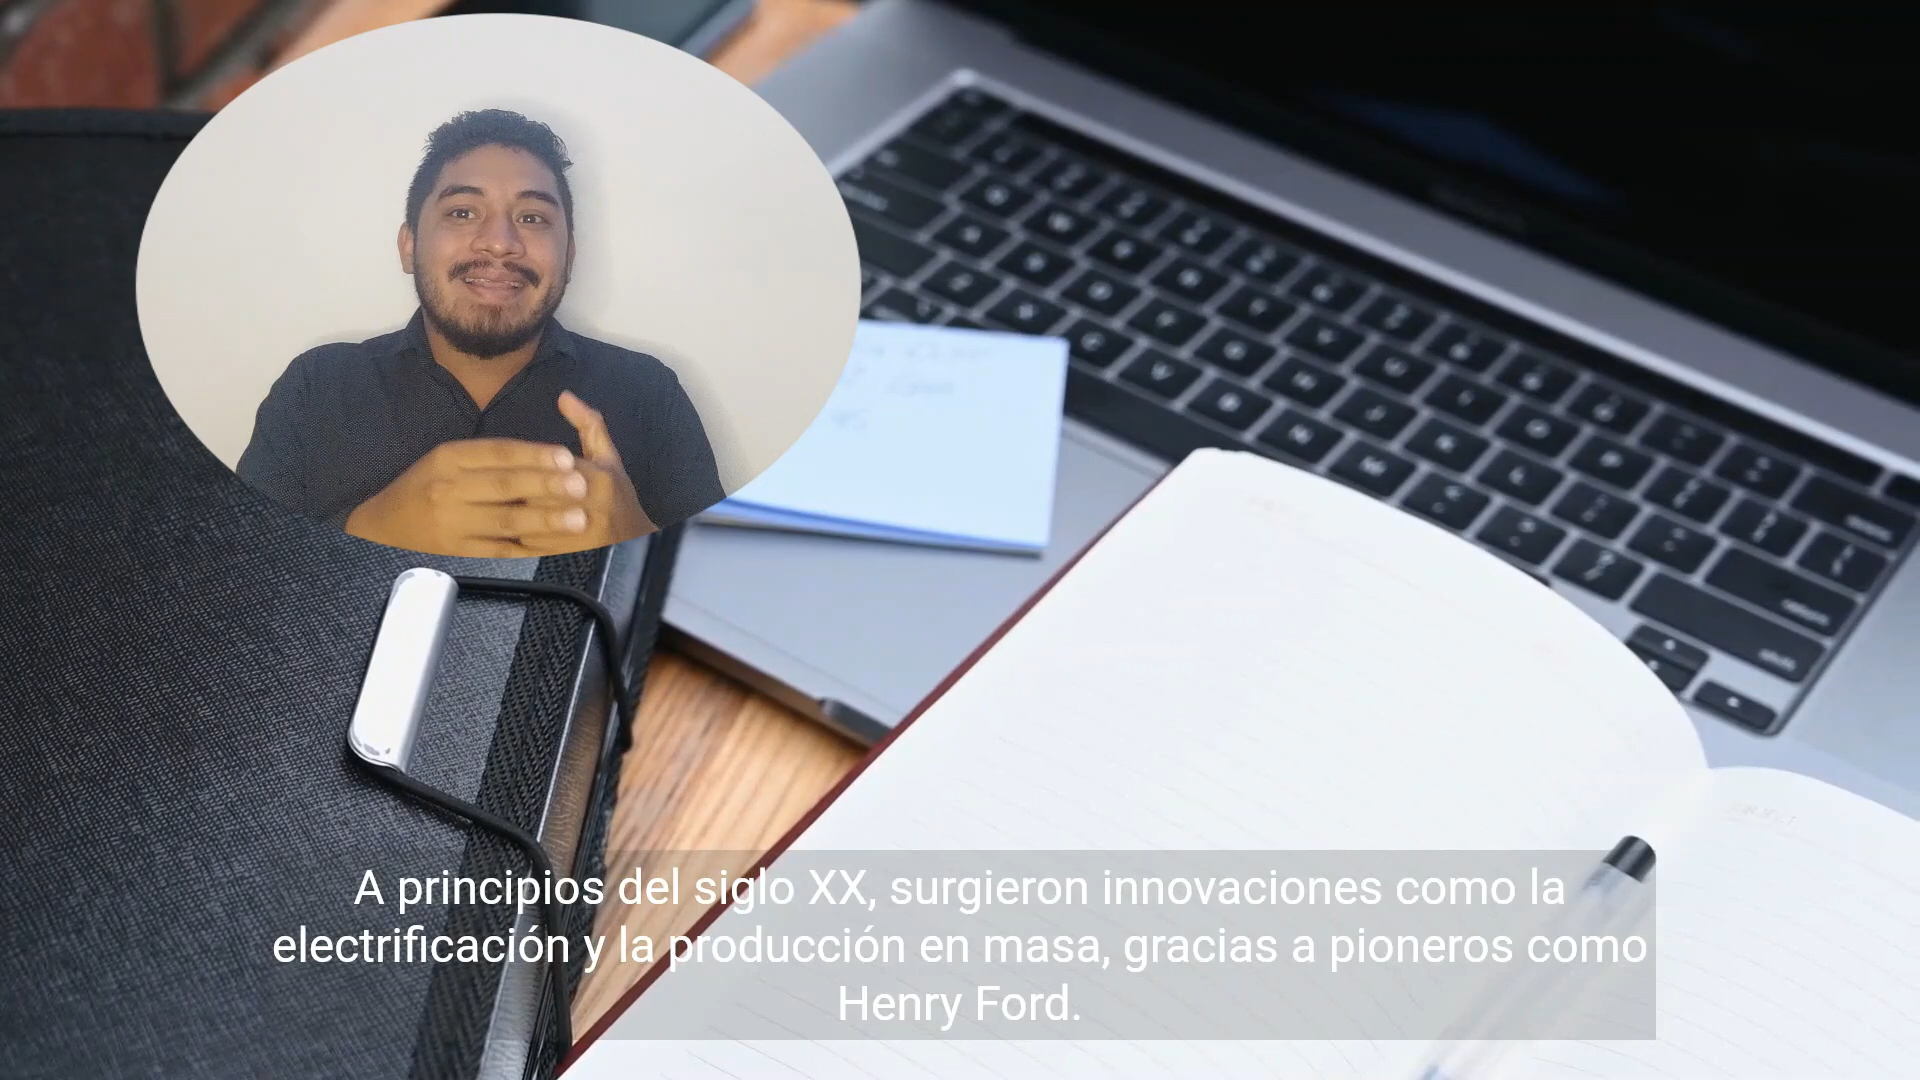 A principios del siglo XX, surgieron innovaciones como la
electrificación y la producción en masa, gracias a pioneros como
Henry Ford.